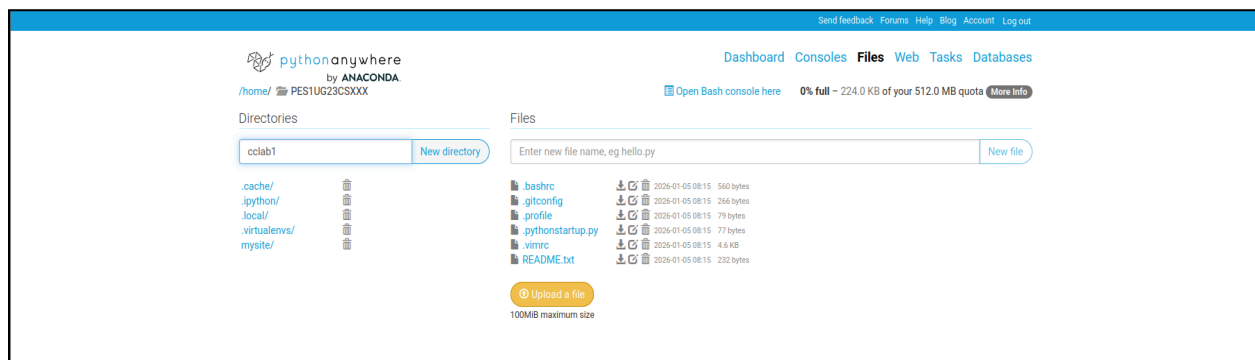 Send feedback Forums Help Blog Account Log out
pythonanywhere
by ANACONDA.
Dashboard Consoles Files Web Tasks Databases
/home/ PES1UG23CSXXX
Open Bash console here 0% full – 224.0 KB of your 512.0 MB quota More Info
Directories
cclab1 New directory
.cache/
.ipython/
.local/
.virtualenvs/
mysite/
Files
Enter new file name, eg hello.py New file
.bashrc 2026-01-05 08:15 560 bytes
.gitconfig 2026-01-05 08:15 266 bytes
.profile 2026-01-05 08:15 79 bytes
.pythonstartup.py 2026-01-05 08:15 77 bytes
.vimrc 2026-01-05 08:15 4.6 KB
README.txt 2026-01-05 08:15 232 bytes
Upload a file
100MiB maximum size